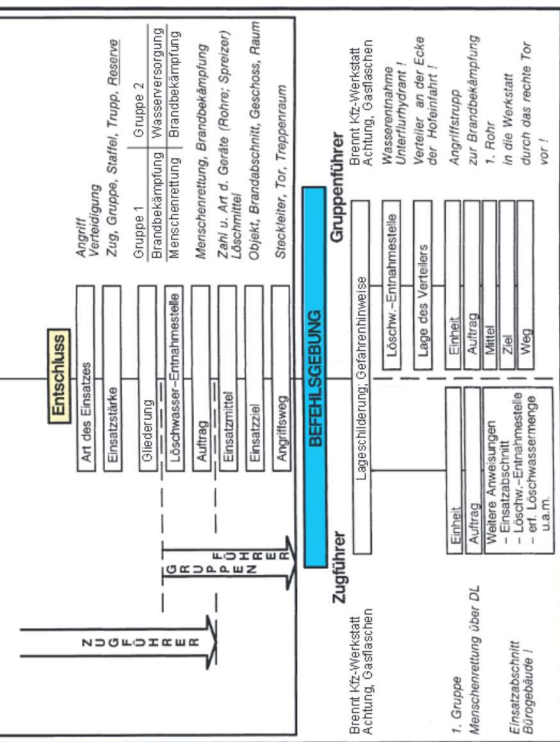 Entschluss
Art des Einsatzes
Angriff
Verteidigung
Einsatzstärke
Zug, Gruppe, Staffel, Trupp, Reserve
Gliederung
Gruppe 1 Gruppe 2
Brandbekämpfung Wasserversorgung
Menschenrettung Brandbekämpfung
Löschwasser-Entnahmestelle
Auftrag
Menschenrettung, Brandbekämpfung
Einsatzmittel
Zahl u. Art d. Geräte (Rohre; Spreizer)
Löschmittel
Einsatzziel
Objekt, Brandabschnitt, Geschoss, Raum
Angriffsweg
Steckleiter, Tor, Treppenraum
ZUGFÜHRER
GRUPPEN
FÜHRER
BEFEHLSGEBUNG
Zugführer
Gruppenführer
Brennt Kfz-Werkstatt
Achtung, Gasflaschen
Lageschilderung; Gefahrenhinweise
Brennt Kfz-Werkstatt
Achtung, Gasflaschen
Löschw.-Entnahmestelle
Wasserentnahme
Unterflurhydrant !
Lage des Verteilers
Verteiler an der Ecke
der Hofeinfahrt !
1. Gruppe
Menschenrettung über DL
Einsatzabschnitt
Bürogebäude !
Einheit
Auftrag
Weitere Anweisungen
– Einsatzabschnitt
– Löschw.-Entnahmestelle
– erf. Löschwassermenge
u.a.m.
Einheit
Auftrag
Mittel
Ziel
Weg
Angriffstrupp
zur Brandbekämpfung
1. Rohr
in die Werkstatt
durch das rechte Tor
vor !